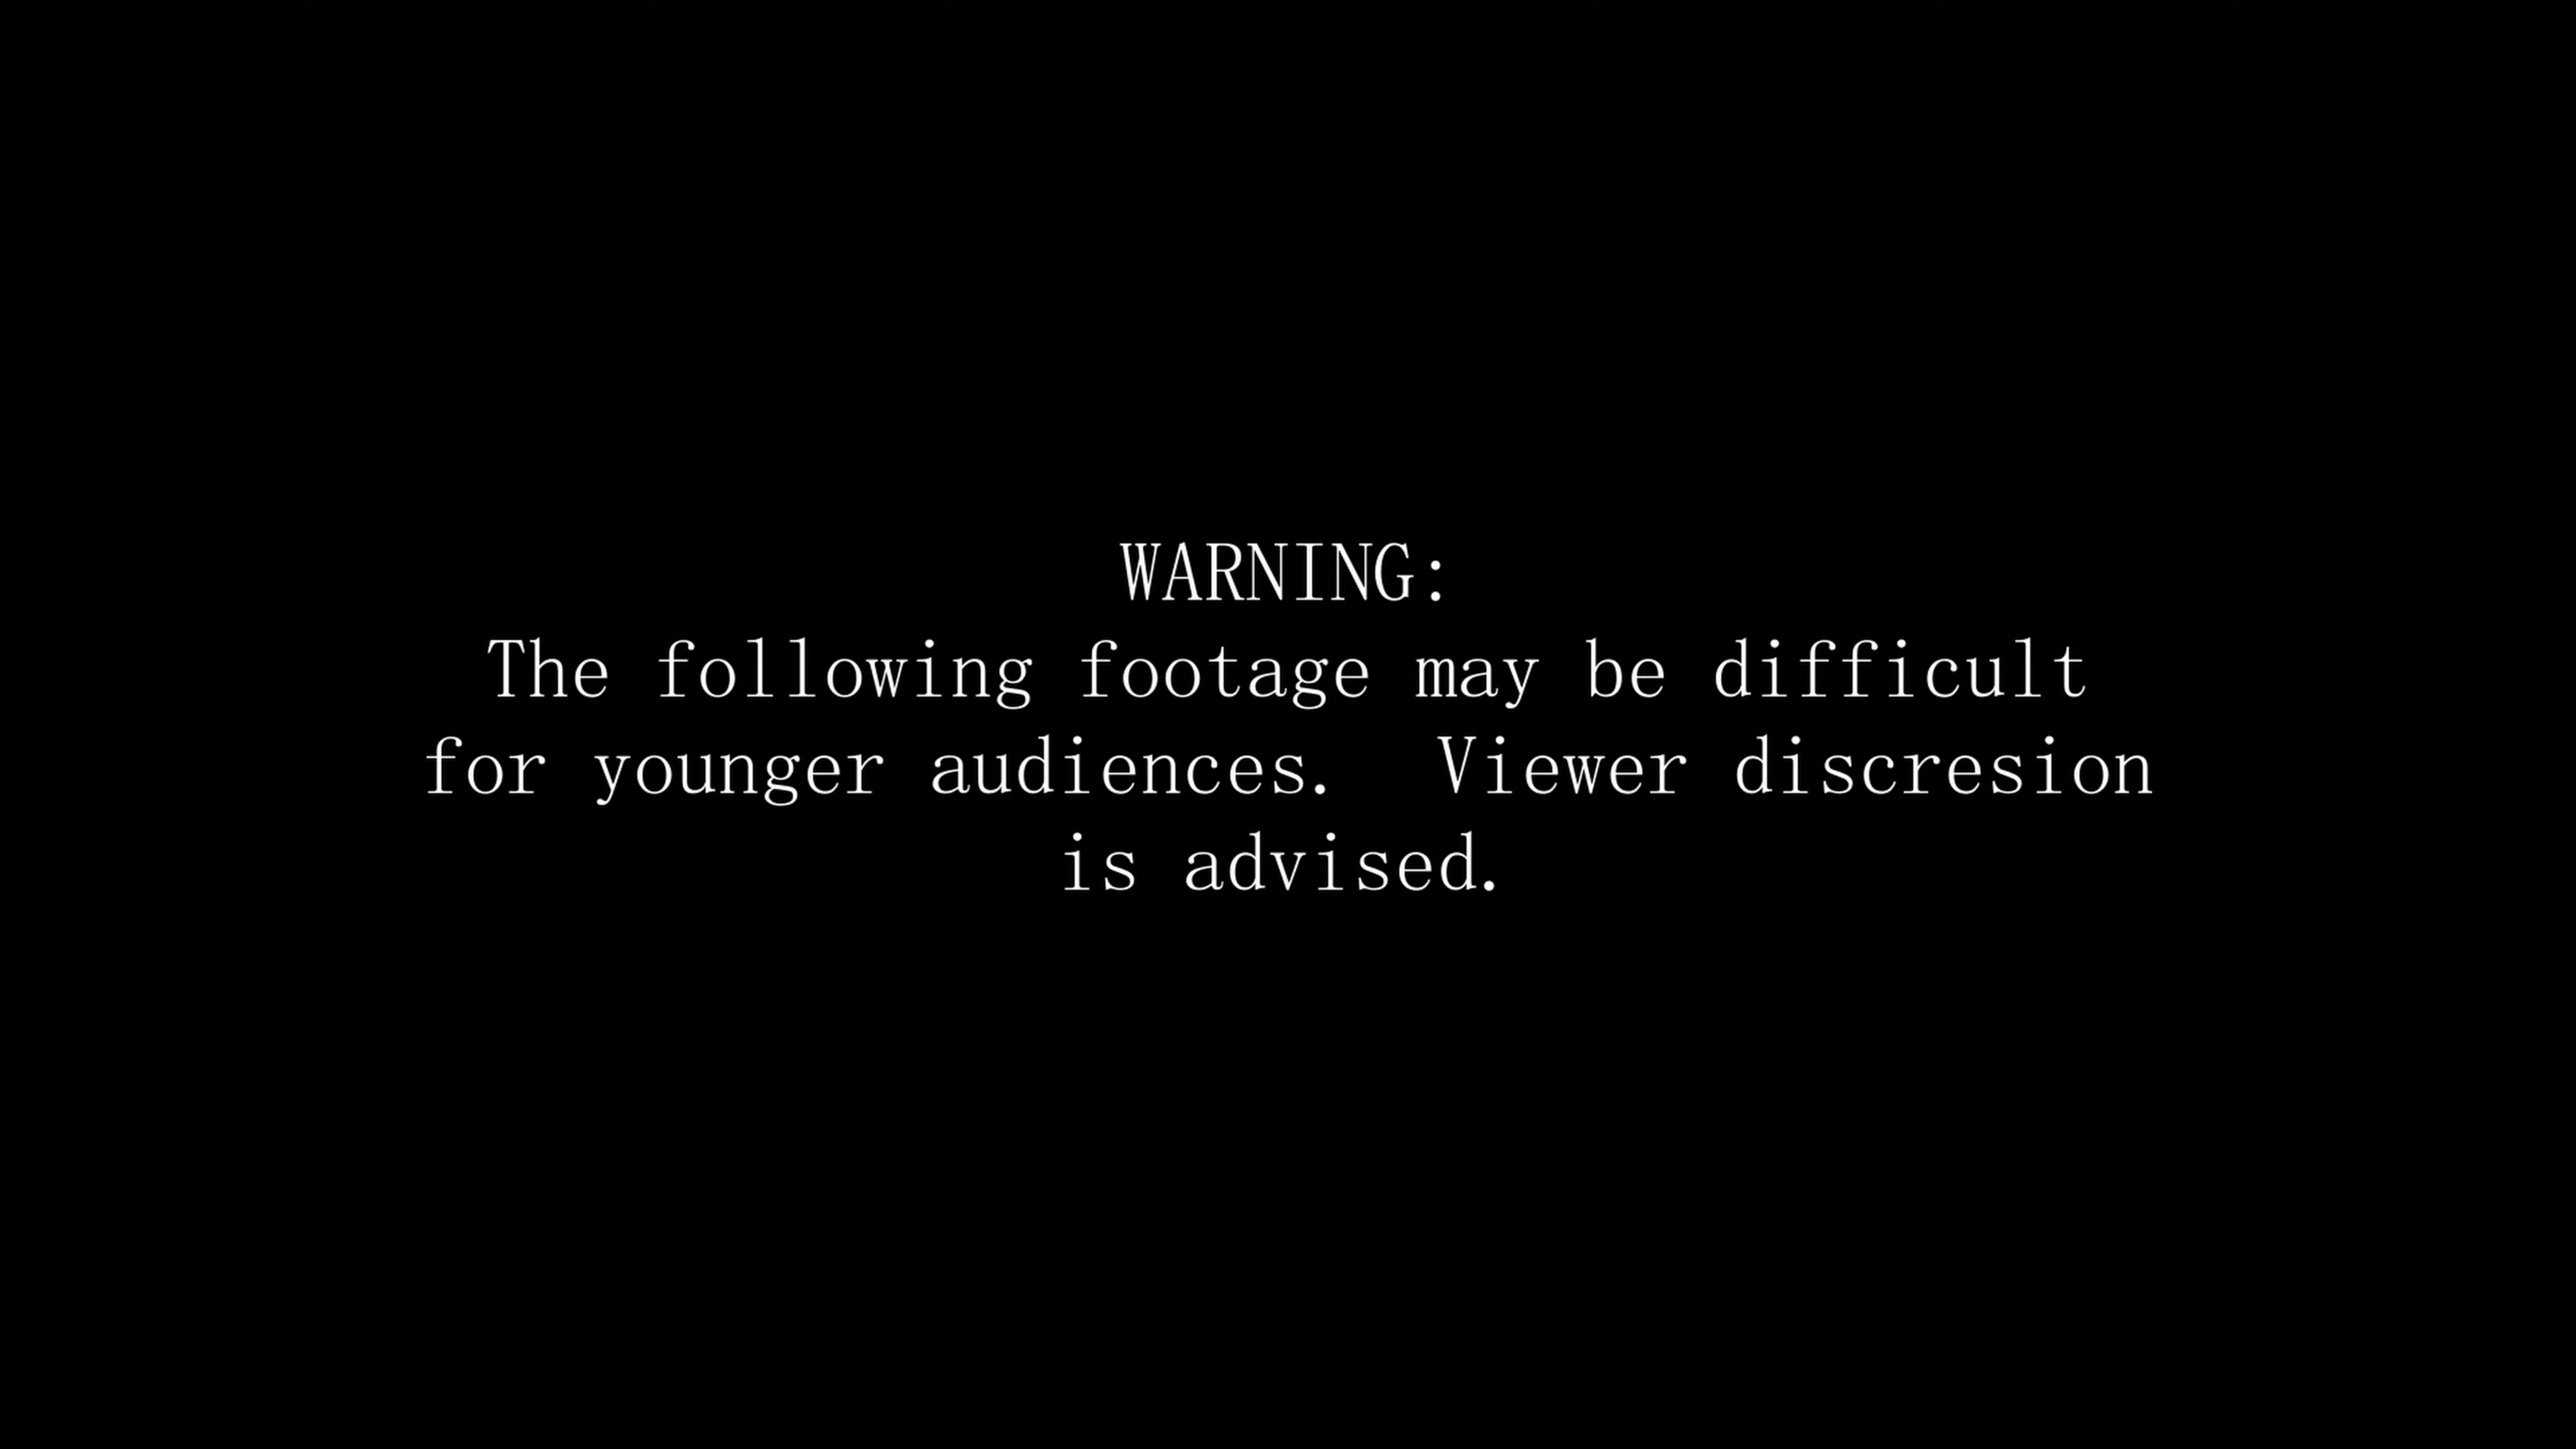 WARNING:
The following footage may be difficult
for younger audiences.  Viewer discresion
is advised.